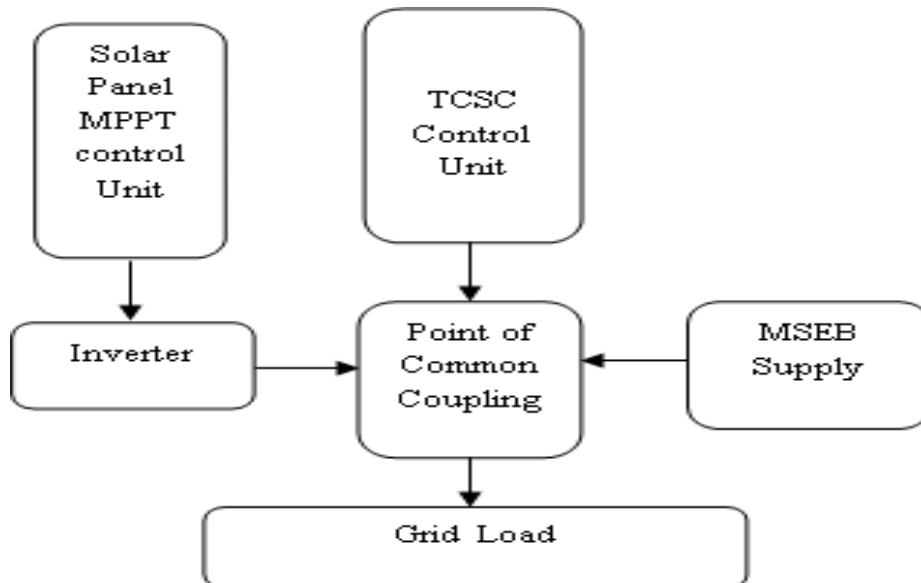 Solar
Panel
MPPT
control
Unit
TCSC
Control
Unit
Inverter
Point of
Common
Coupling
MSEB
Supply
Grid Load